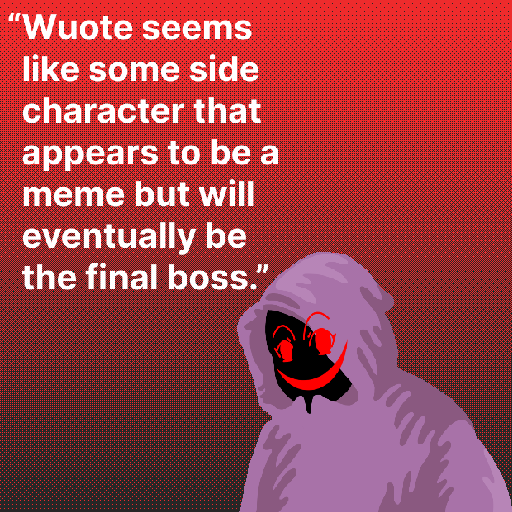 “Wuote seems
like some side
character that
appears to be a
meme but will
eventually be
the final boss.”